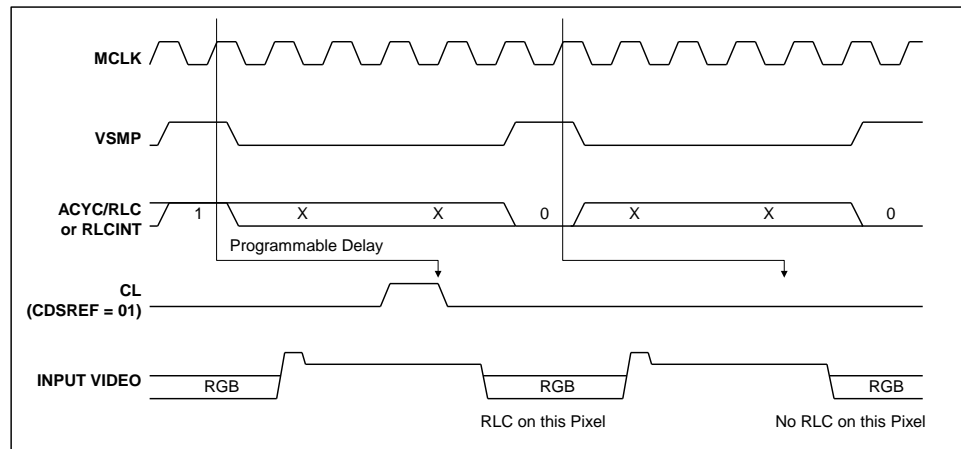 MCLK
VSMP
ACYC/RLC
or RLCINT
1 X X 0 X X 0
Programmable Delay
CL
(CDSREF = 01)
INPUT VIDEO
RGB RGB RGB
RLC on this Pixel No RLC on this Pixel